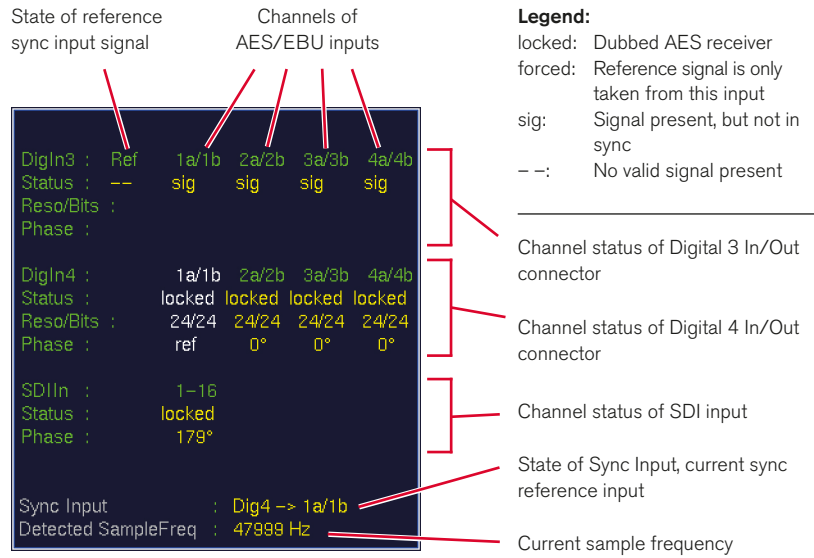 State of reference
sync input signal
Channels of
AES/EBU inputs
Legend:
locked: Dubbed AES receiver
forced: Reference signal is only
taken from this input
sig: Signal present, but not in
sync
– –: No valid signal present
DigIn3 : Ref 1a/1b 2a/2b 3a/3b 4a/4b
Status : -- sig sig sig sig
Reso/Bits :
Phase :
DigIn4 : 1a/1b 2a/2b 3a/3b 4a/4b
Status : locked locked locked locked
Reso/Bits : 24/24 24/24 24/24 24/24
Phase : ref 0° 0° 0°
SDIIn : 1-16
Status : locked
Phase : 179°
Sync Input : Dig4 -> 1a/1b
Detected SampleFreq : 47999 Hz
Channel status of Digital 3 In/Out
connector
Channel status of Digital 4 In/Out
connector
Channel status of SDI input
State of Sync Input, current sync
reference input
Current sample frequency